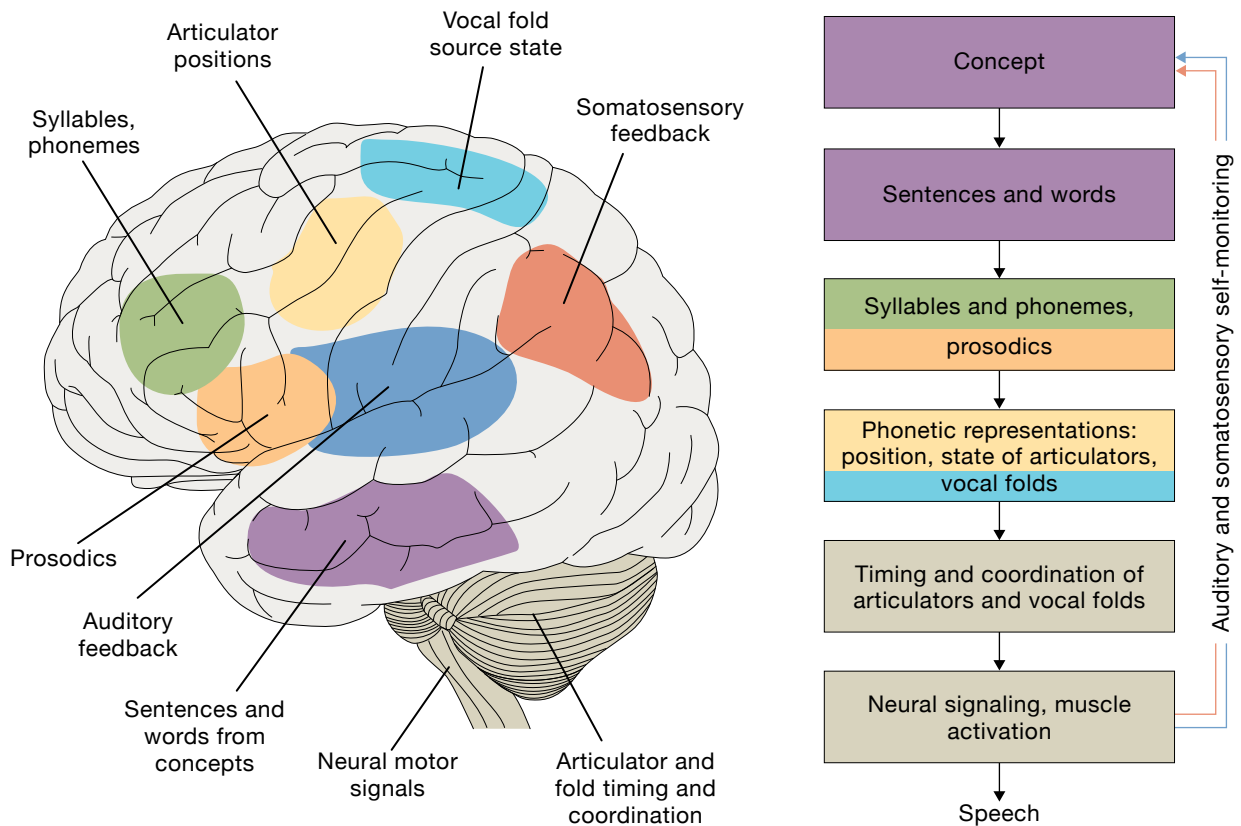 Articulator
positions
Vocal fold
source state
Syllables,
phonemes
Somatosensory
feedback
Prosodics
Auditory
feedback
Sentences and
words from
concepts
Neural motor
signals
Articulator and
fold timing and
coordination
Concept
Sentences and words
Syllables and phonemes,
prosodics
Phonetic representations:
position, state of articulators,
vocal folds
Timing and coordination of
articulators and vocal folds
Neural signaling, muscle
activation
Speech
Auditory and somatosensory self-monitoring